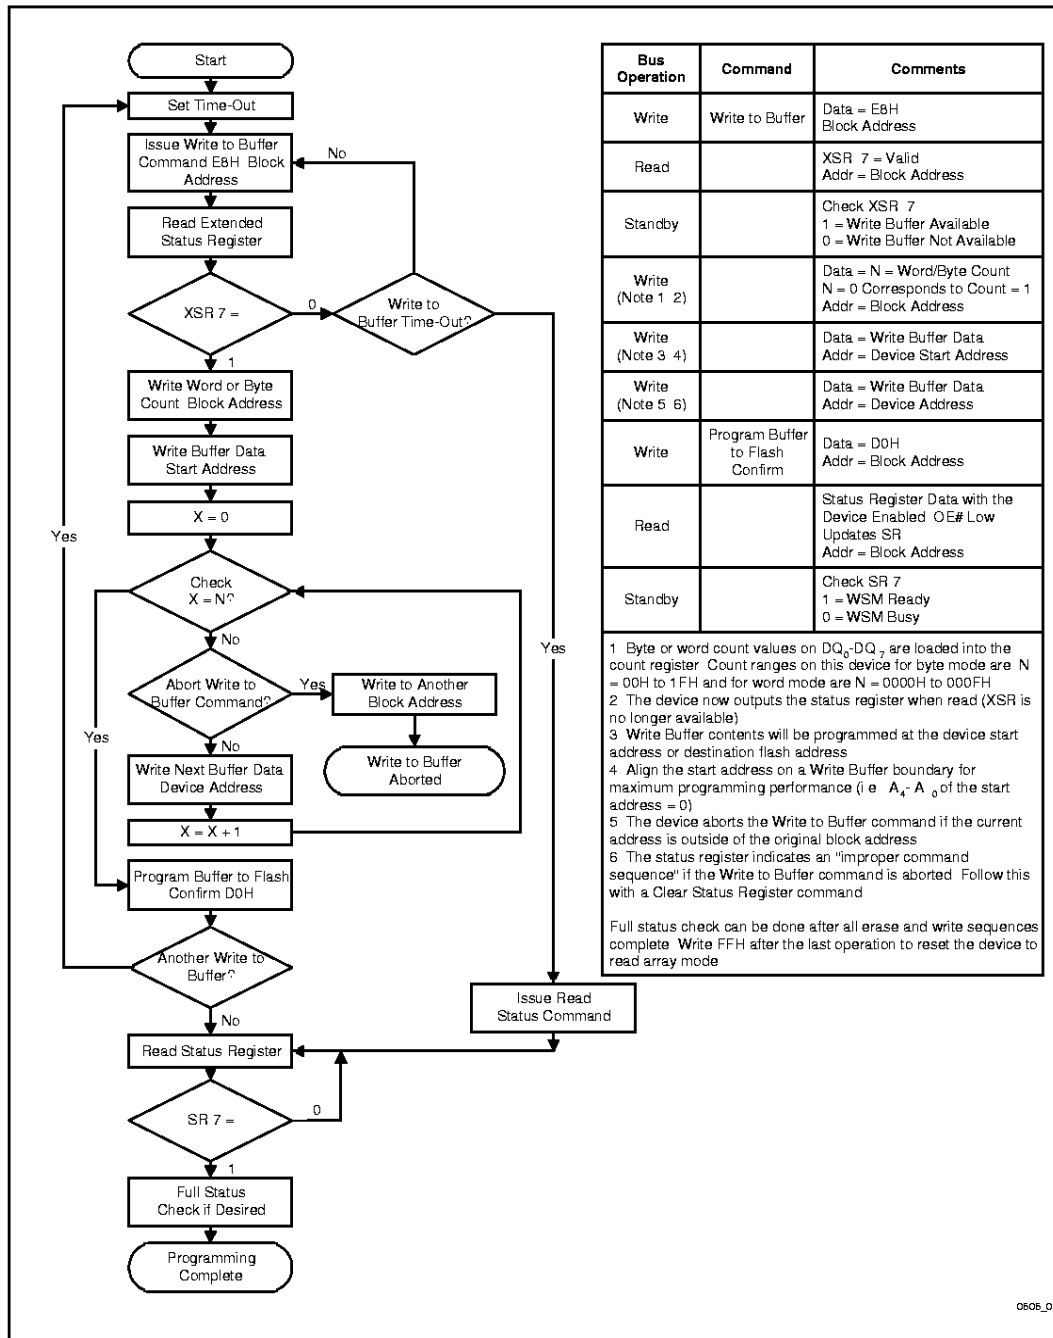 Start
Set Time-Out
Issue Write to Buffer
Command E8H Block
Address
No
Read Extended
Status Register
XSR 7 =
0
Write to
Buffer Time-Out?
1
Write Word or Byte
Count Block Address
Write Buffer Data
Start Address
X = 0
Yes
Check
X = N?
No
Yes
Abort Write to
Buffer Command?
Yes
Write to Another
Block Address
Yes
No
Write to Buffer
Aborted
Write Next Buffer Data
Device Address
X = X + 1
Program Buffer to Flash
Confirm D0H
Another Write to
Buffer?
Issue Read
Status Command
No
Read Status Register
SR 7 =
0
1
Full Status
Check if Desired
Programming
Complete
Bus
Operation
Command
Comments
Write
Write to Buffer
Data = E8H
Block Address
Read
XSR 7 = Valid
Addr = Block Address
Standby
Check XSR 7
1 = Write Buffer Available
0 = Write Buffer Not Available
Write
(Note 1 2)
Data = N = Word/Byte Count
N = 0 Corresponds to Count = 1
Addr = Block Address
Write
(Note 3 4)
Data = Write Buffer Data
Addr = Device Start Address
Write
(Note 5 6)
Data = Write Buffer Data
Addr = Device Address
Write
Program Buffer
to Flash
Confirm
Data = D0H
Addr = Block Address
Read
Status Register Data with the
Device Enabled OE# Low
Updates SR
Addr = Block Address
Standby
Check SR 7
1 = WSM Ready
0 = WSM Busy
1 Byte or word count values on DQ0-DQ7 are loaded into the
count register Count ranges on this device for byte mode are N
= 00H to 1FH and for word mode are N = 0000H to 000FH
2 The device now outputs the status register when read (XSR is
no longer available)
3 Write Buffer contents will be programmed at the device start
address or destination flash address
4 Align the start address on a Write Buffer boundary for
maximum programming performance (i e A4- A0 of the start
address = 0)
5 The device aborts the Write to Buffer command if the current
address is outside of the original block address
6 The status register indicates an "improper command
sequence" if the Write to Buffer command is aborted Follow this
with a Clear Status Register command
Full status check can be done after all erase and write sequences
complete Write FFH after the last operation to reset the device to
read array mode